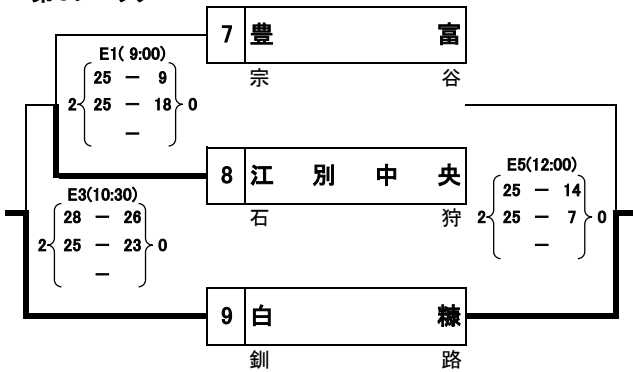 7 豊富
宗谷
E1( 9:00)
25 － 9
2 25 － 18 0
－
8 江別中央
石狩
E3(10:30)
28 － 26
2 25 － 23 0
－
E5(12:00)
25 － 14
2 25 － 7 0
－
9 白糠
釧路